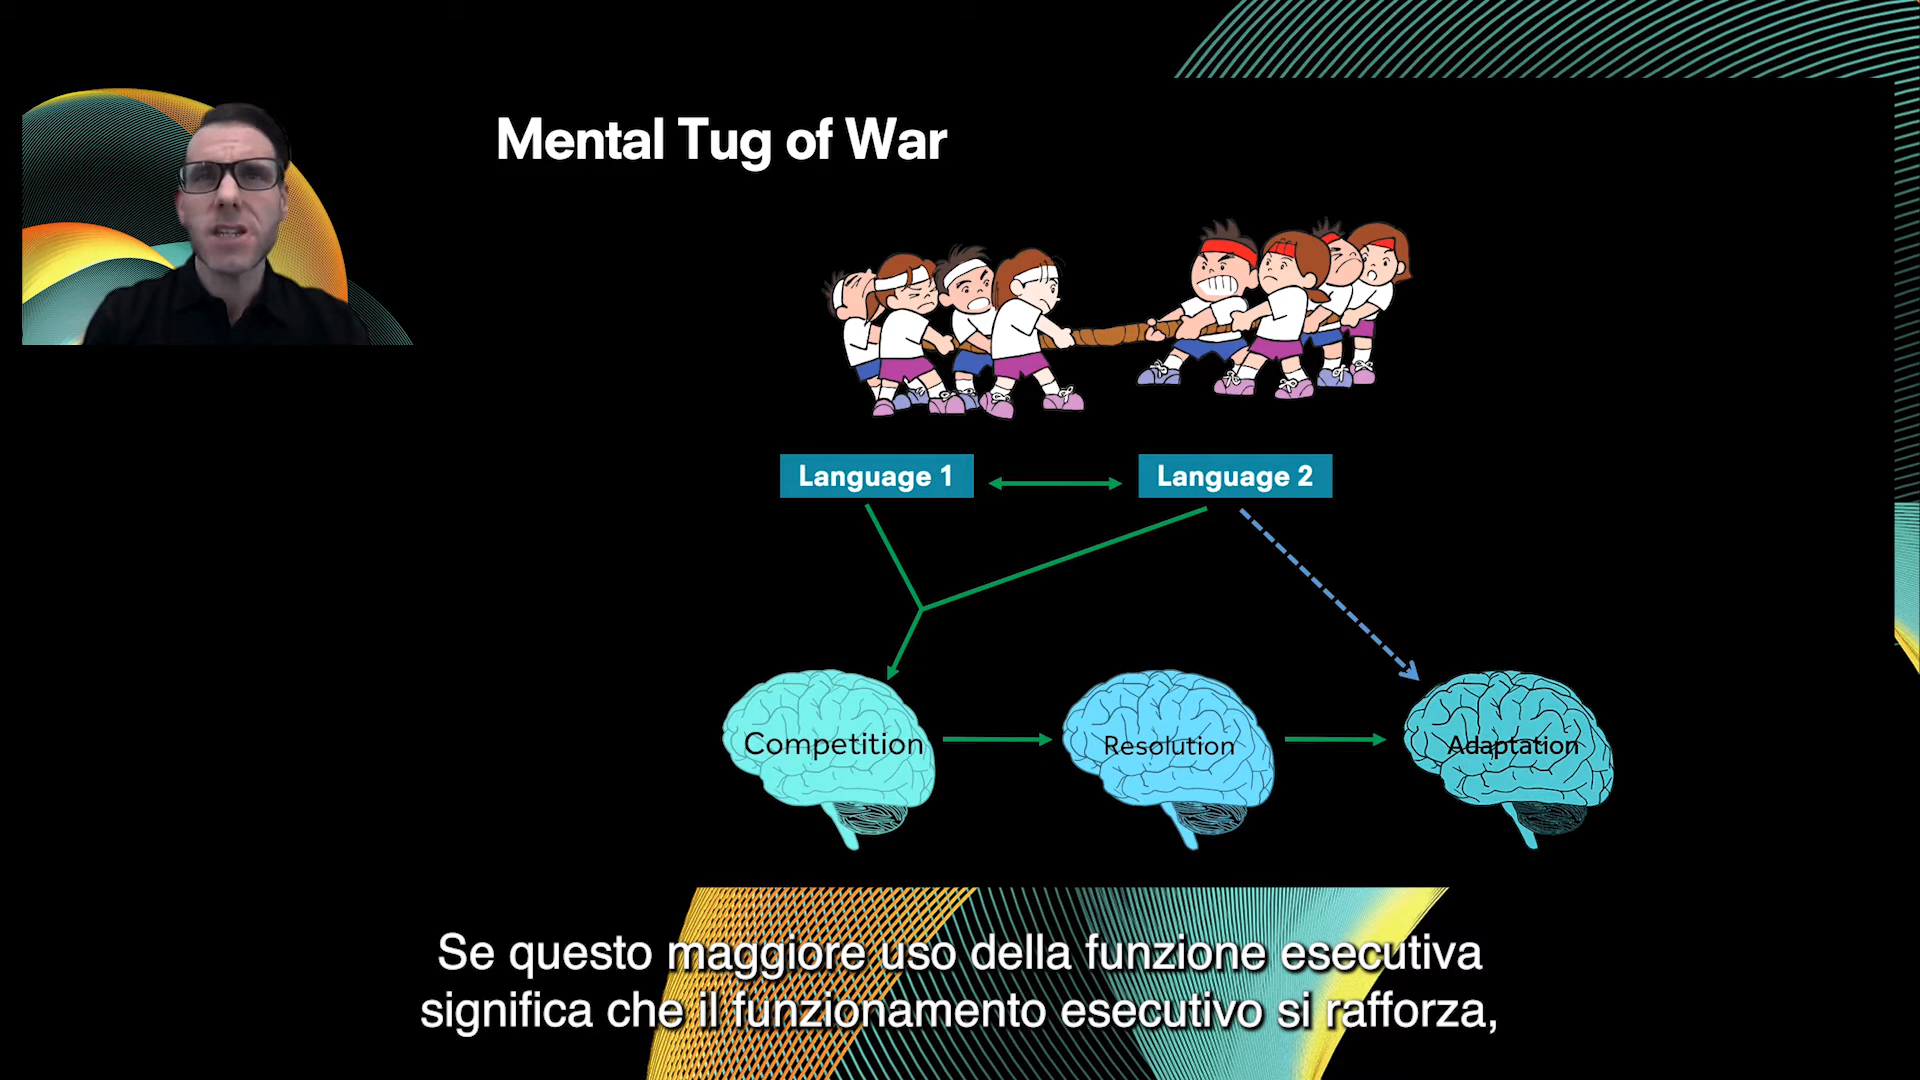 Mental Tug of War
Language 1
Language 2
Competition
Resolution
Adaptation
Se questo maggiore uso della funzione esecutiva
significa che il funzionamento esecutivo si rafforza,